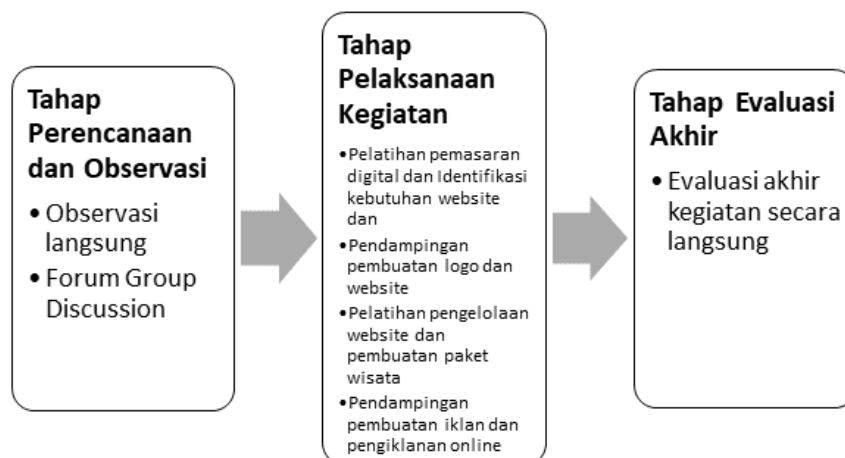 Tahap
Perencanaan
dan Observasi
•Observasi
langsung
•Forum Group
Discussion
Tahap
Pelaksanaan
Kegiatan
•Pelatihan pemasaran
digital dan Identifikasi
kebutuhan website
dan
•Pendampingan
pembuatan logo dan
website
•Pelatihan pengelolaan
website dan
pembuatan paket
wisata
•Pendampingan
pembuatan iklan dan
pengiklanan online
Tahap Evaluasi
Akhir
•Evaluasi akhir
kegiatan secara
langsung